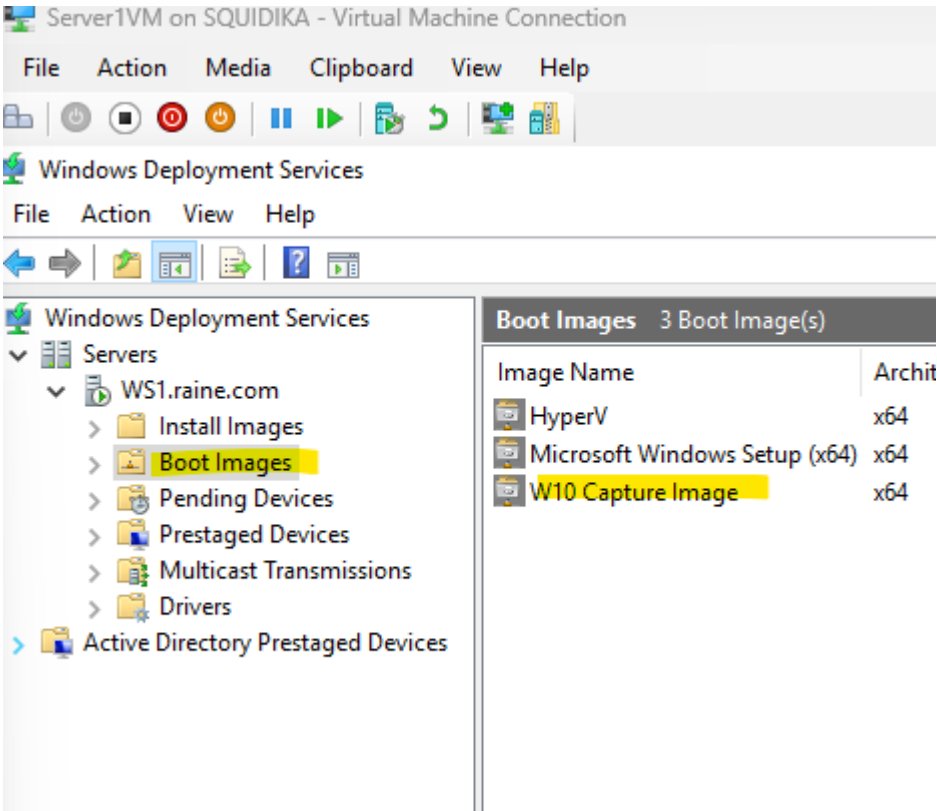 Server1VM on SQUIDIKA - Virtual Machine Connection
File Action Media Clipboard View Help
Windows Deployment Services
File Action View Help
Windows Deployment Services
Servers
WS1.raine.com
Install Images
Boot Images
Pending Devices
Prestaged Devices
Multicast Transmissions
Drivers
Active Directory Prestaged Devices
Boot Images 3 Boot Image(s)
Image Name Archit
HyperV x64
Microsoft Windows Setup (x64) x64
W10 Capture Image x64